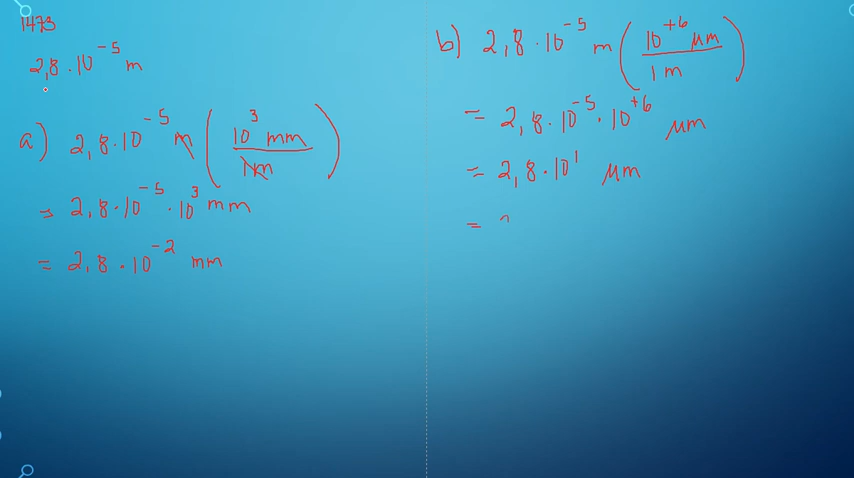 1473
2,8 · 10⁻⁵ m
a) 2,8 · 10⁻⁵ m (10³ mm / 1m)
= 2,8 · 10⁻⁵ · 10³ mm
= 2,8 · 10⁻² mm
b) 2,8 · 10⁻⁵ m (10⁺⁶ μm / 1 m)
= 2,8 · 10⁻⁵ · 10⁺⁶ μm
= 2,8 · 10¹ μm
=